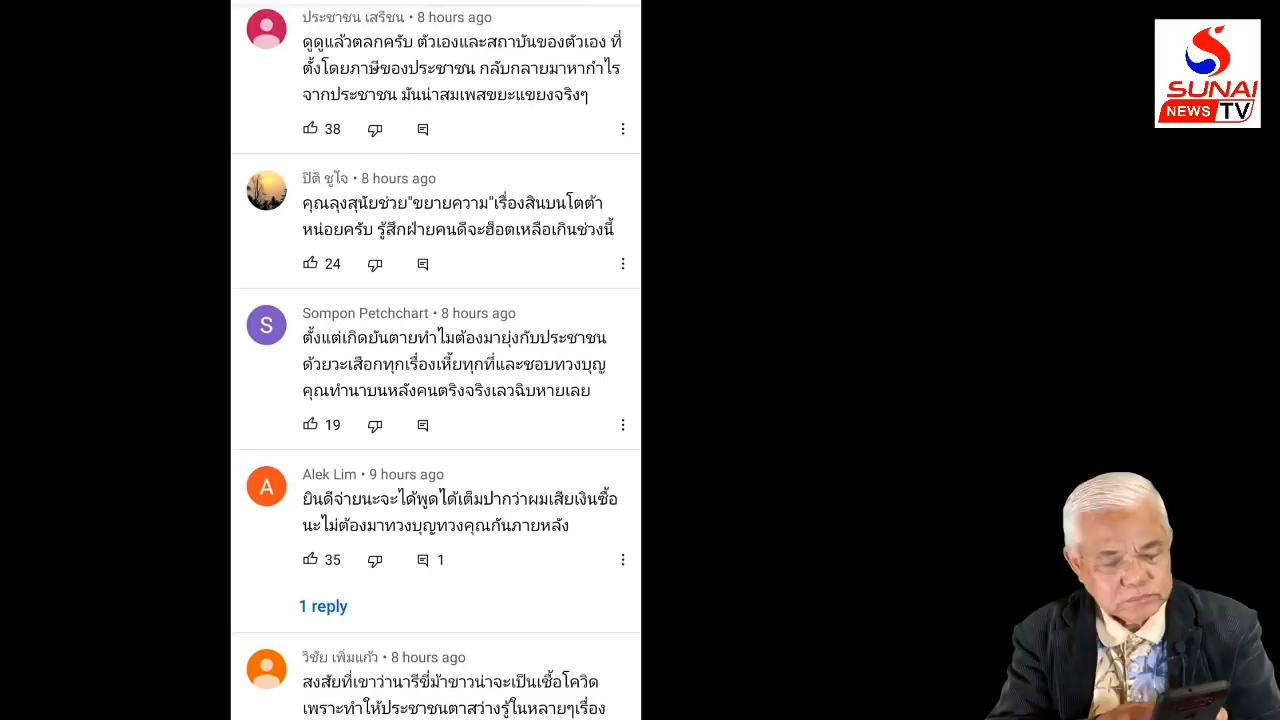 ประชาชน เสรีชน • 8 hours ago
ดูดูแล้วตลกครับ ตัวเองและสถาบันของตัวเอง ที่
ตั้งโดยภาษีของประชาชน กลับกลายมาหากำไร
จากประชาชน มันน่าสมเพสขยะแขยงจริงๆ
38
ปิติ ชูใจ • 8 hours ago
คุณลุงสุนัยช่วย"ขยายความ"เรื่องสินบนโตต้า
หน่อยครับ รู้สึกฝ่ายคนดีจะฮ็อตเหลือเกินช่วงนี้
24
S
Sompon Petchchart • 8 hours ago
ตั้งแต่เกิดยันตายทำไมต้องมายุ่งกับประชาชน
ด้วยวะเสือกทุกเรื่องเหี้ยทุกที่และชอบทวงบุญ
คุณทำนาบนหลังคนตริงจริงเลวฉิบหายเลย
19
A
Alek Lim • 9 hours ago
ยินดีจ่ายนะจะได้พูดได้เต็มปากว่าผมเสียเงินซื้อ
นะไม่ต้องมาทวงบุญทวงคุณกันภายหลัง
35 1
1 reply
วิชัย เพิ่มแก้ว • 8 hours ago
สงสัยที่เขาว่านารีขี่ม้าขาวน่าจะเป็นเชื้อโควิด
เพราะทำให้ประชาชนตาสว่างรู้ในหลายๆเรื่อง
SUNAI
NEWS TV